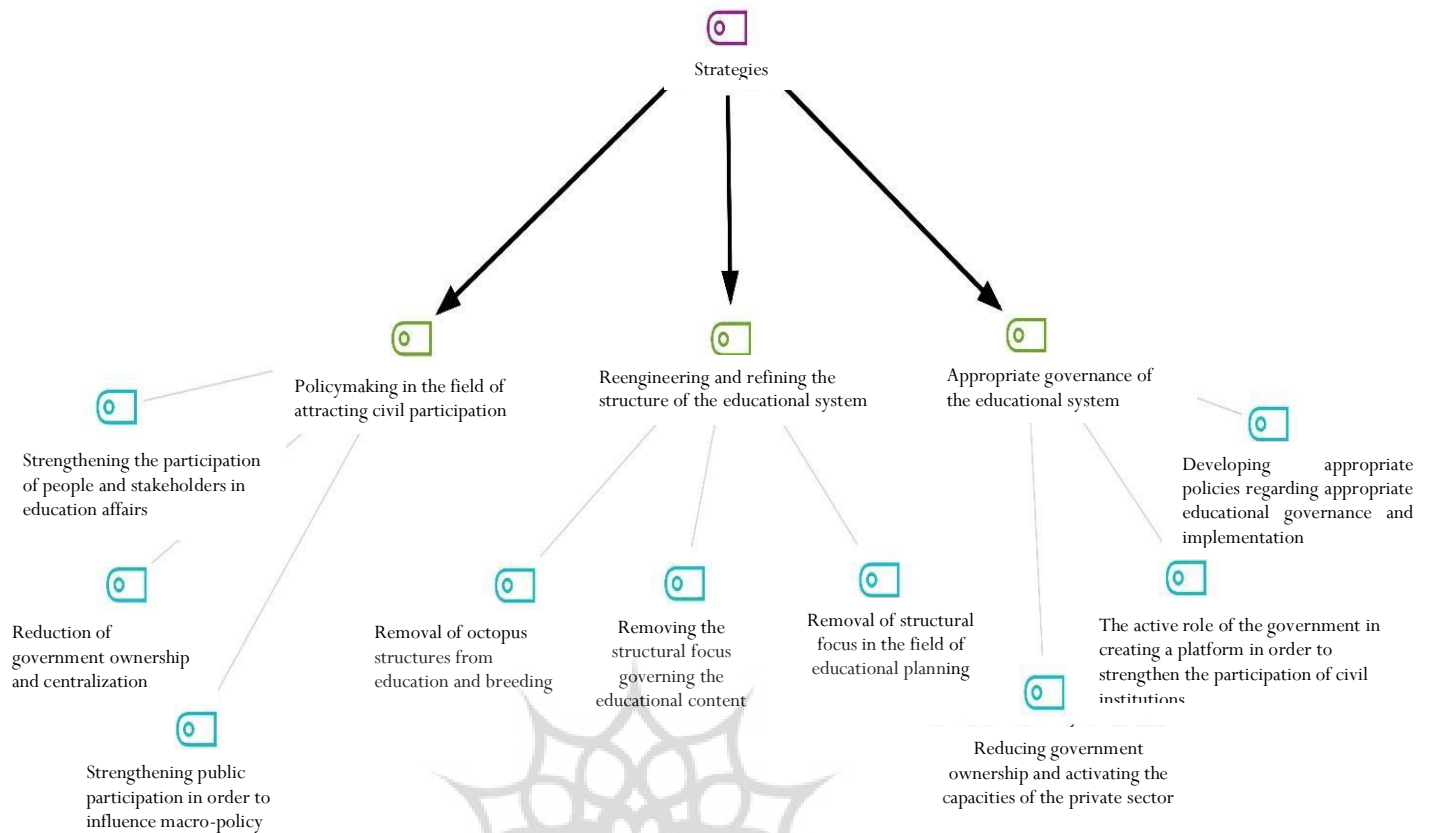 Strategies
Policymaking in the field of
attracting civil participation
Reengineering and refining the
structure of the educational system
Appropriate governance of
the educational system
Strengthening the participation
of people and stakeholders in
education affairs
Developing appropriate
policies regarding appropriate
educational governance and
implementation
Reduction of
government ownership
and centralization
Removal of octopus
structures from
education and breeding
Removing the
structural focus
governing the
educational content
Removal of structural
focus in the field of
educational planning
The active role of the government in
creating a platform in order to
strengthen the participation of civil
institutions
Strengthening public
participation in order to
influence macro-policy
Reducing government
ownership and activating the
capacities of the private sector